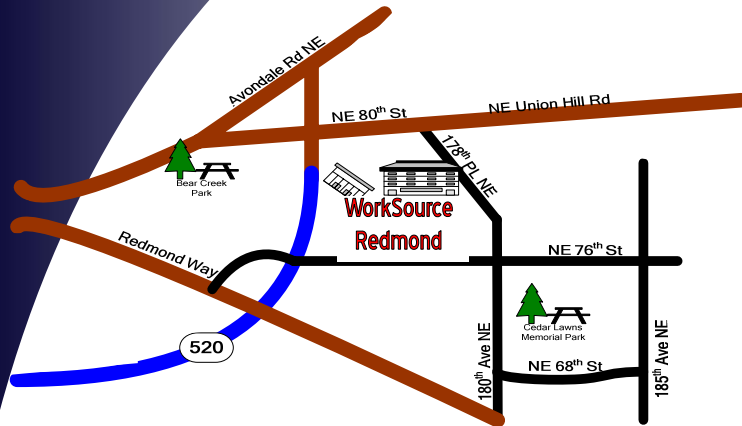 Avondale Rd NE
NE 80th St
NE Union Hill Rd
178th PL NE
Bear Creek
Park
WorkSource
Redmond
Redmond Way
NE 76th St
520
Cedar Lawns
Memorial Park
180th Ave NE
NE 68th St
185th Ave NE